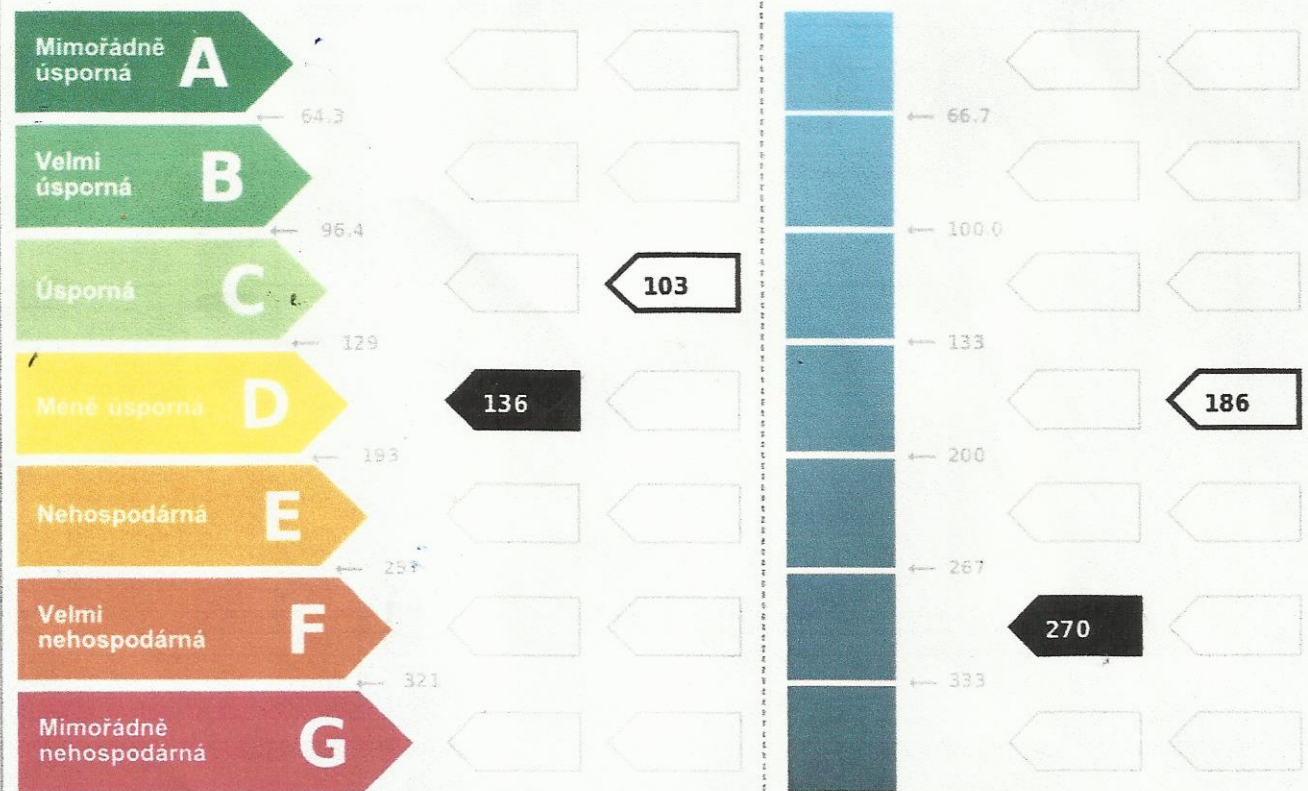 Mimořádně
úsporná A
64.3
66.7
Velmi
úsporná B
96.4
100.0
Úsporná C
103
129
133
Méně úsporná D
136
186
193
200
Nehospodárná E
267
Velmi
nehospodárná F
270
321
333
Mimořádně
nehospodárná G